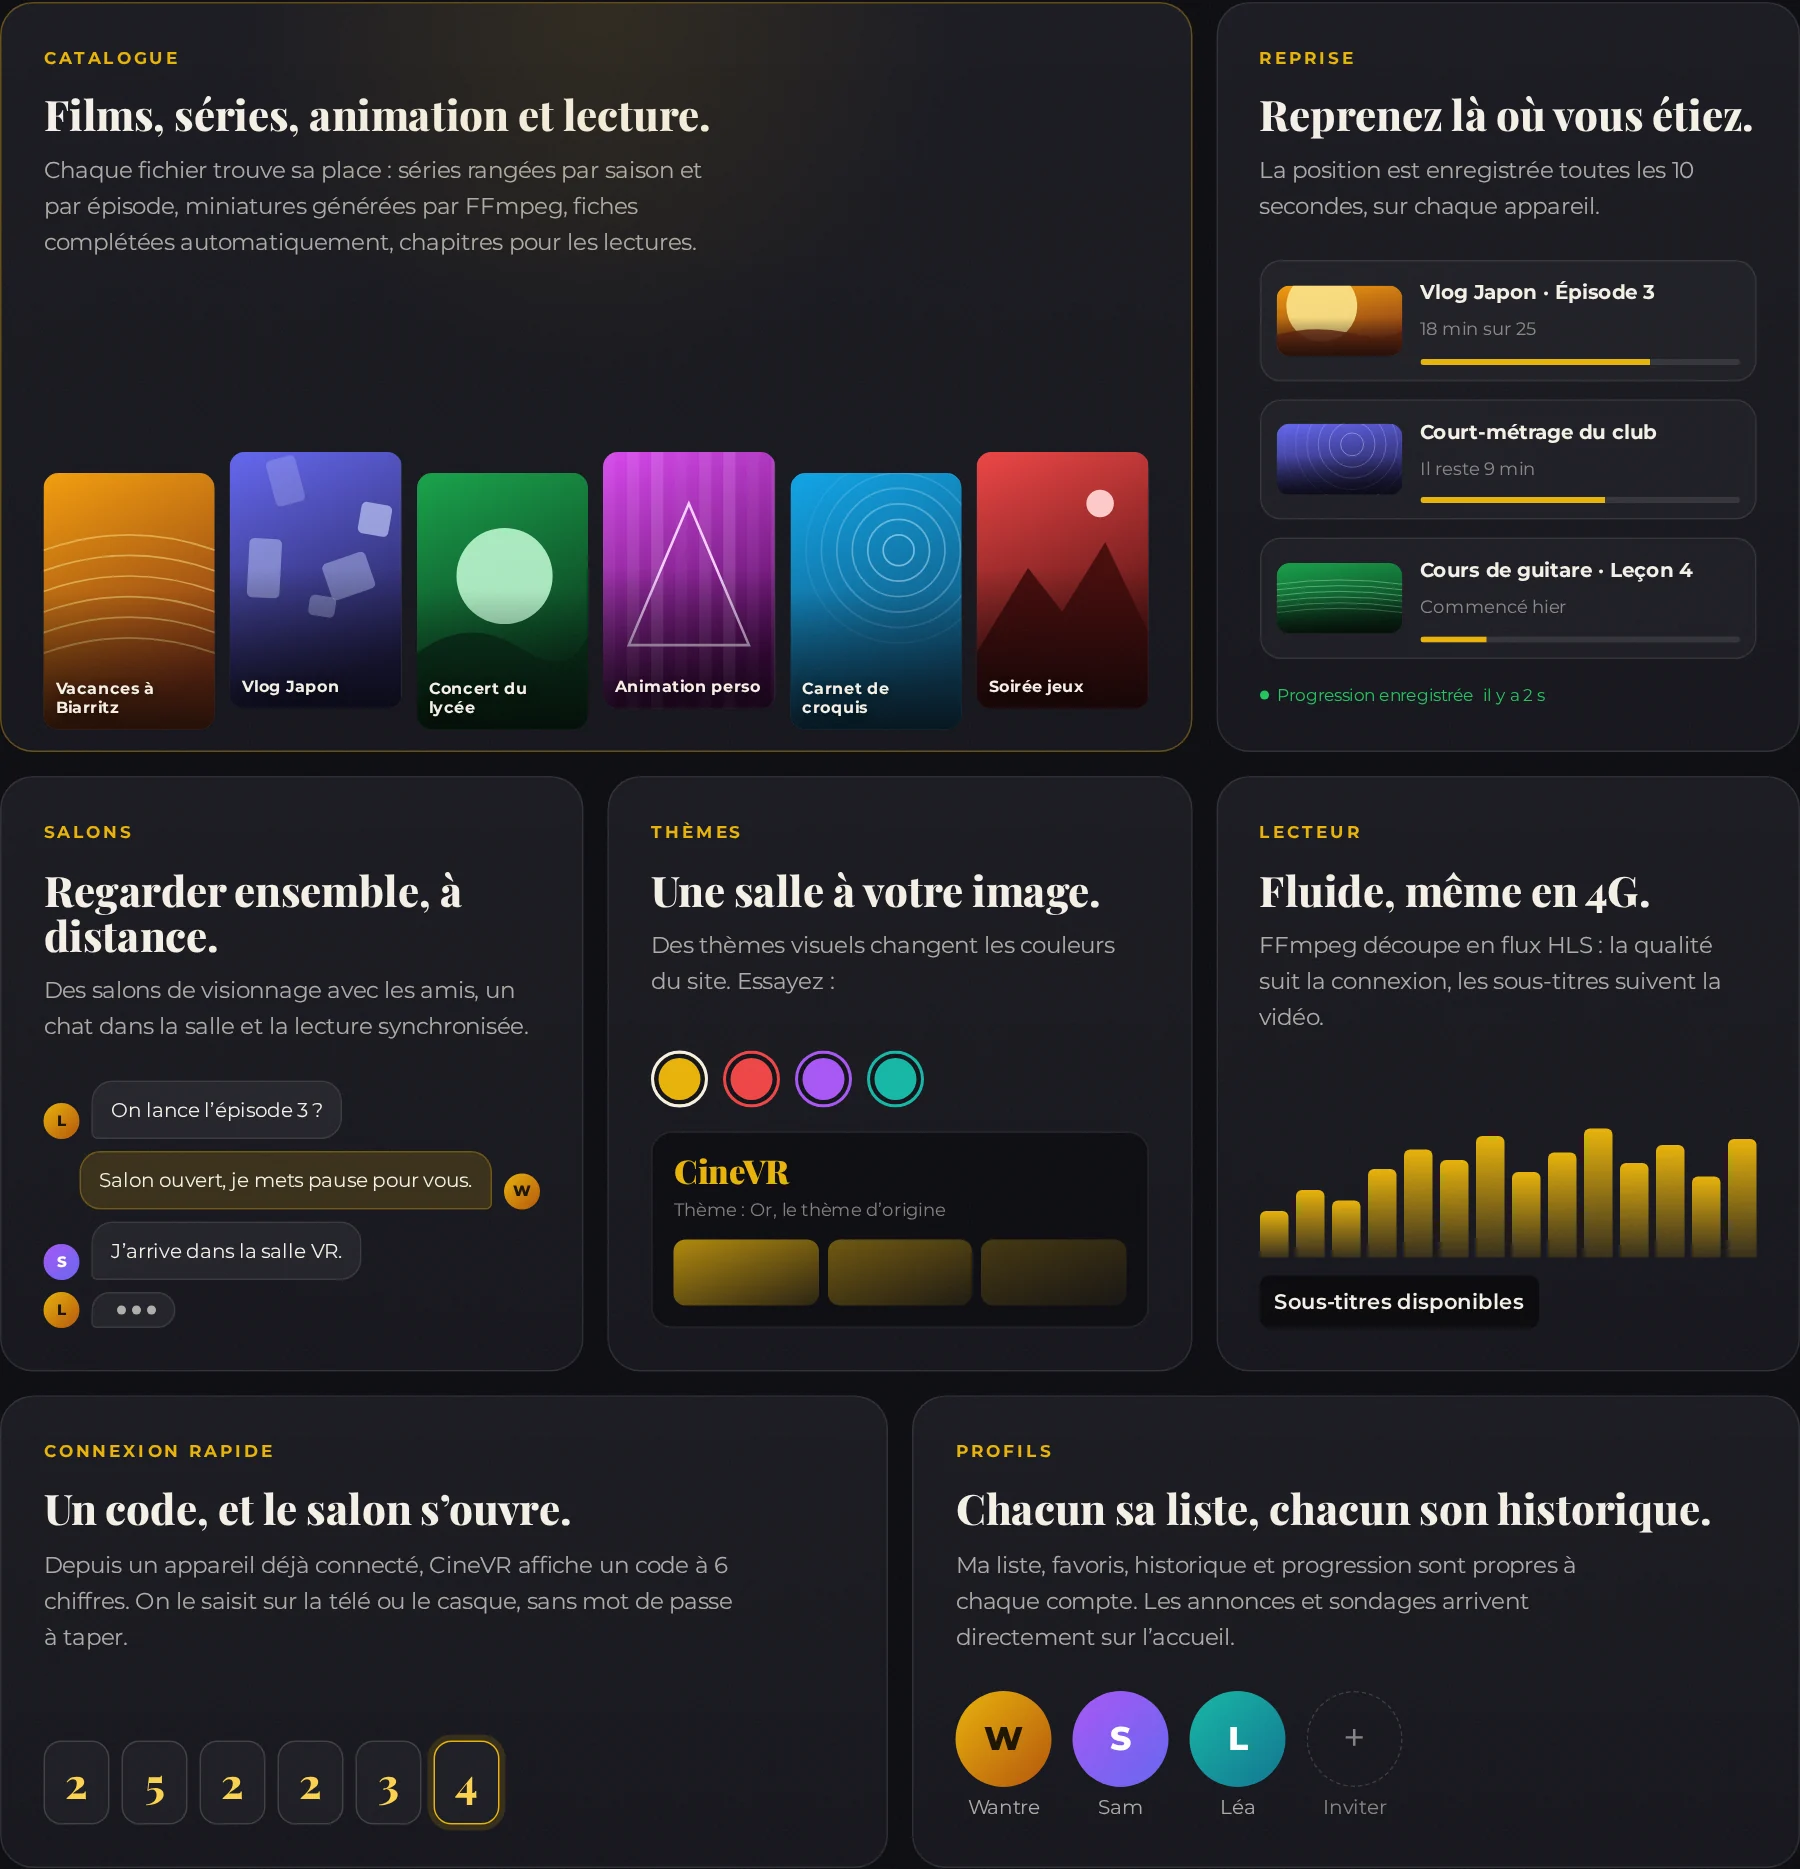 CATALOGUE
Films, séries, animation et lecture.
Chaque fichier trouve sa place : séries rangées par saison et
par épisode, miniatures générées par FFmpeg, fiches
complétées automatiquement, chapitres pour les lectures.
Vacances à
Biarritz
Vlog Japon
Concert du
lycée
Animation perso
Carnet de
croquis
Soirée jeux
REPRISE
Reprenez là où vous étiez.
La position est enregistrée toutes les 10
secondes, sur chaque appareil.
Vlog Japon · Épisode 3
18 min sur 25
Court-métrage du club
Il reste 9 min
Cours de guitare · Leçon 4
Commencé hier
Progression enregistrée il y a 2 s
SALONS
Regarder ensemble, à
distance.
Des salons de visionnage avec les amis, un
chat dans la salle et la lecture synchronisée.
L
On lance l’épisode 3 ?
Salon ouvert, je mets pause pour vous.
W
J’arrive dans la salle VR.
S
L
THÈMES
Une salle à votre image.
Des thèmes visuels changent les couleurs
du site. Essayez :
CineVR
Thème : Or, le thème d’origine
LECTEUR
Fluide, même en 4G.
FFmpeg découpe en flux HLS : la qualité
suit la connexion, les sous-titres suivent la
vidéo.
Sous-titres disponibles
CONNEXION RAPIDE
Un code, et le salon s’ouvre.
Depuis un appareil déjà connecté, CineVR affiche un code à 6
chiffres. On le saisit sur la télé ou le casque, sans mot de passe
à taper.
2 5 2 2 3 4
PROFILS
Chacun sa liste, chacun son historique.
Ma liste, favoris, historique et progression sont propres à
chaque compte. Les annonces et sondages arrivent
directement sur l’accueil.
W S L +
Wantre Sam Léa Inviter